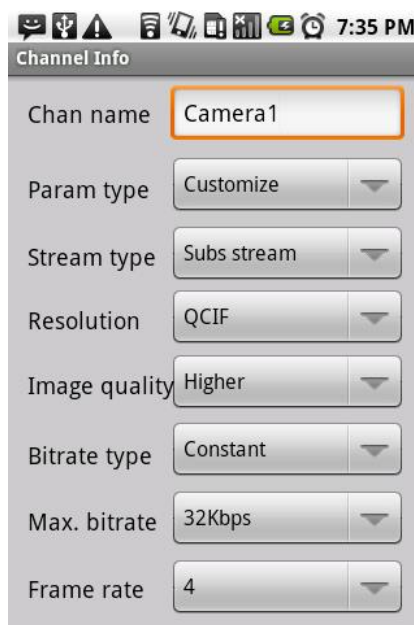 7:35 PM
Channel Info
Chan name Camera1
Param type Customize
Stream type Subs stream
Resolution QCIF
Image quality Higher
Bitrate type Constant
Max. bitrate 32Kbps
Frame rate 4